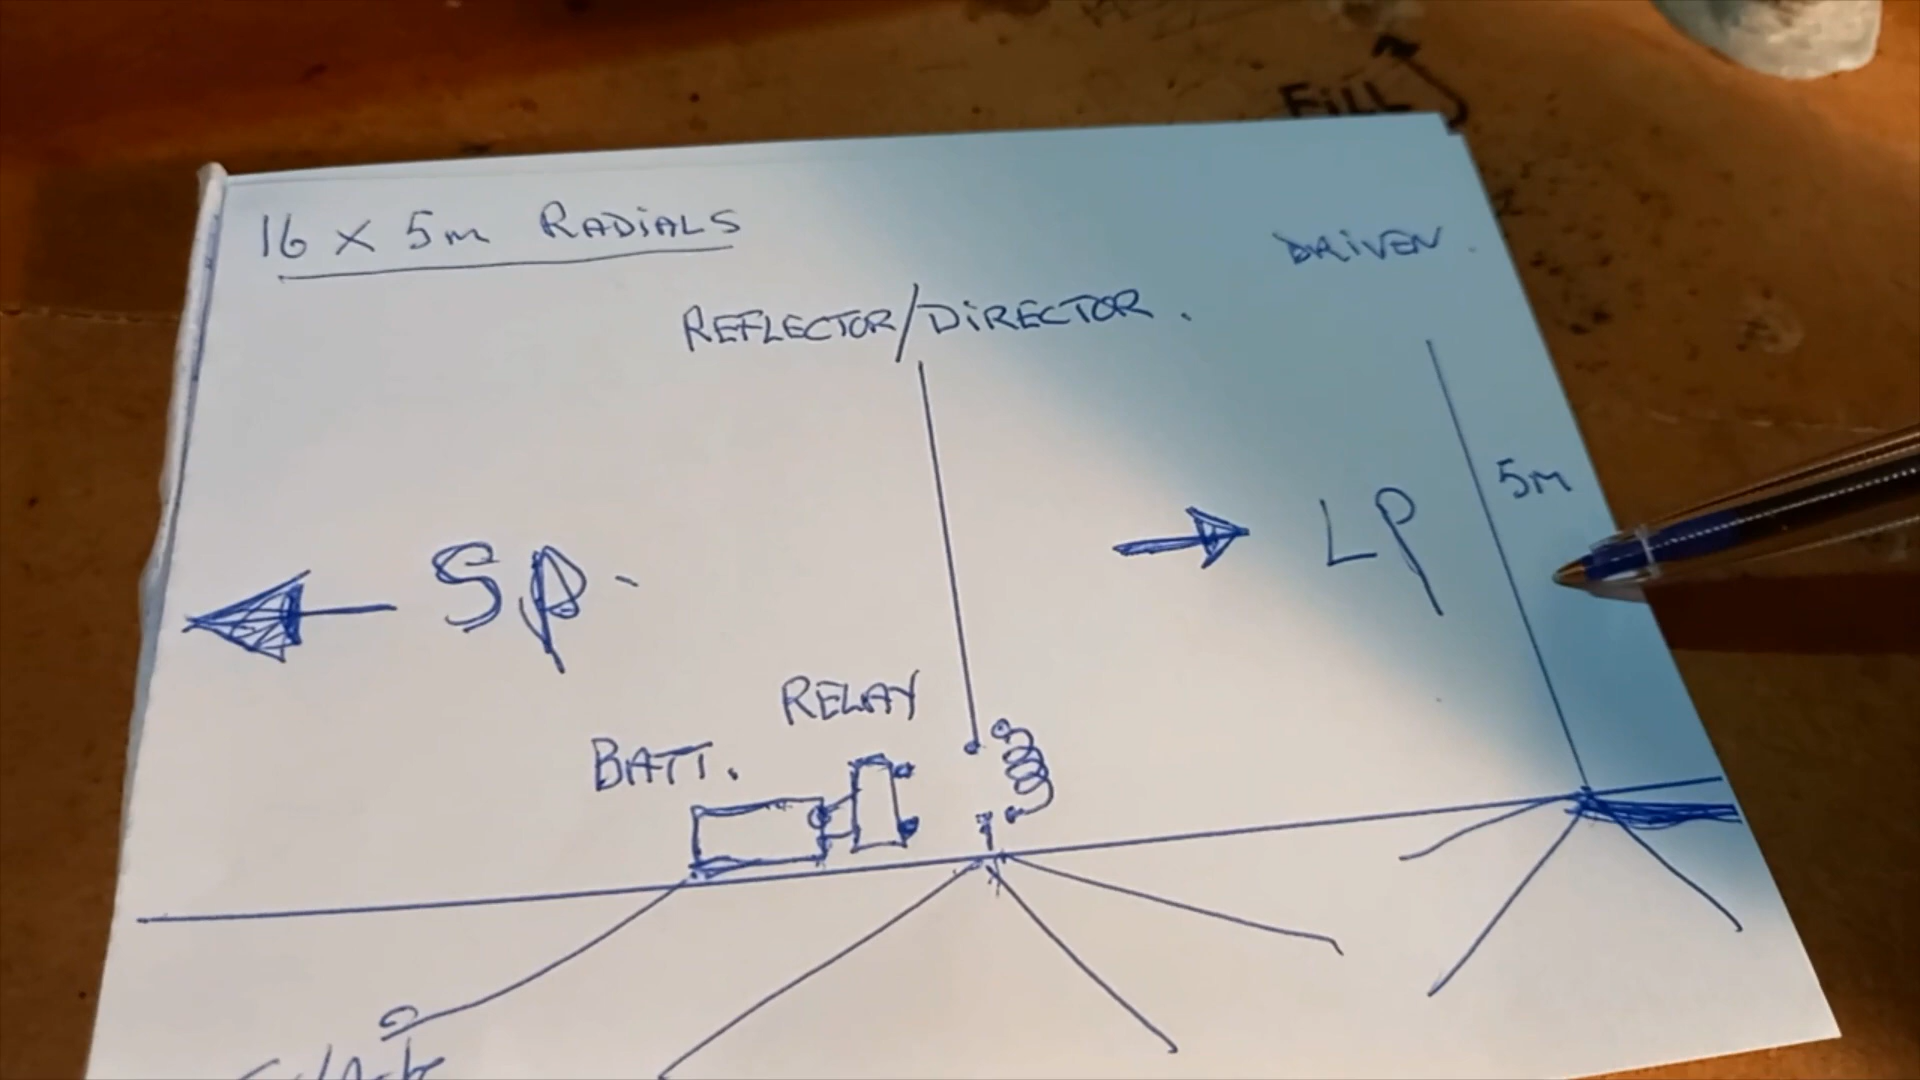 FILL
16 x 5m RADIALS
DRIVEN.
REFLECTOR/DIRECTOR.
5m
LP
SP.
RELAY
BATT.